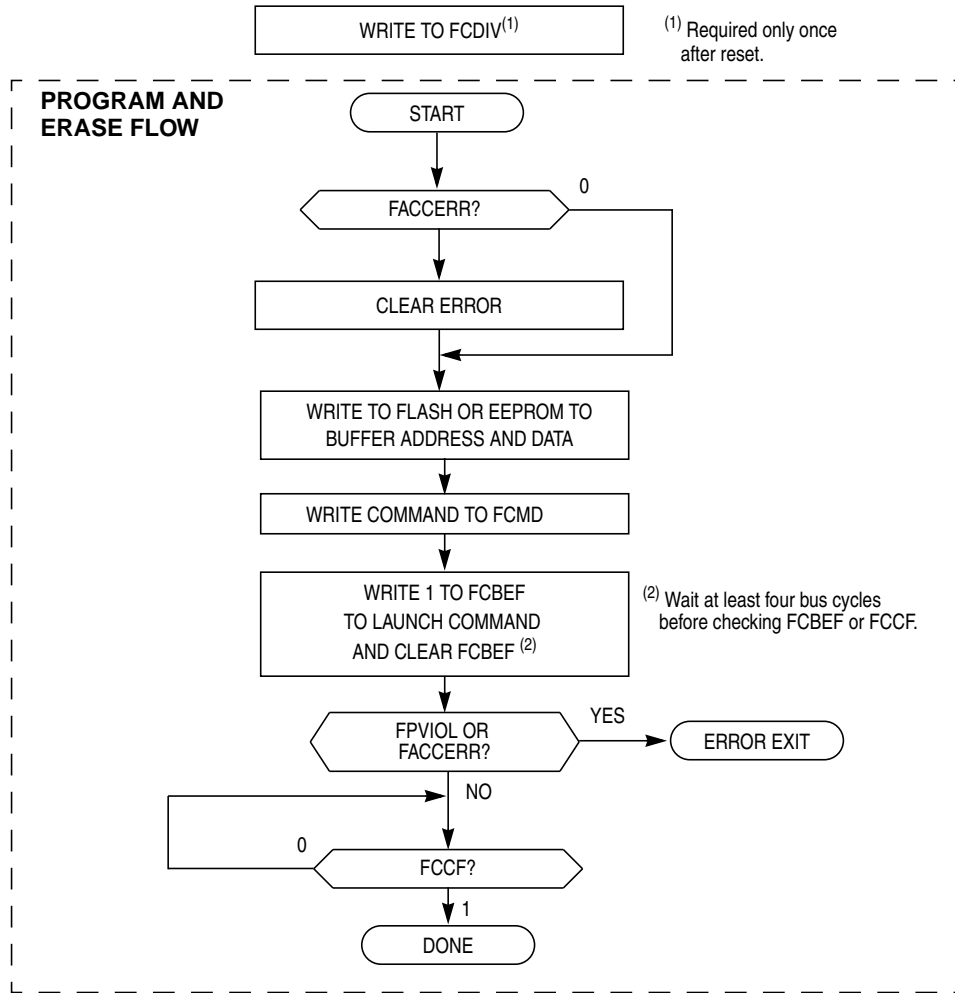 WRITE TO FCDIV(1)
(1) Required only once
after reset.
PROGRAM AND
ERASE FLOW
START
FACCERR?
0
CLEAR ERROR
WRITE TO FLASH OR EEPROM TO
BUFFER ADDRESS AND DATA
WRITE COMMAND TO FCMD
WRITE 1 TO FCBEF
TO LAUNCH COMMAND
AND CLEAR FCBEF (2)
(2) Wait at least four bus cycles
before checking FCBEF or FCCF.
FPVIOL OR
FACCERR?
YES
ERROR EXIT
NO
0
FCCF?
1
DONE